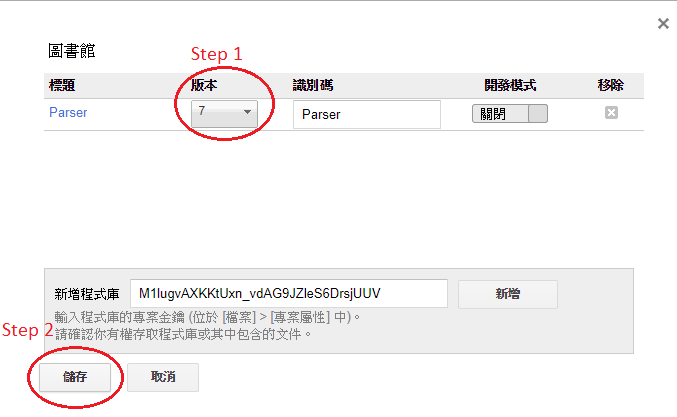 圖書館
Step 1
標題 版本 識別碼 開發模式 移除
Parser 7 Parser 關閉
新增程式庫 M1lugvAXKKtUxn_vdAG9JZleS6DrsjUUV 新增
輸入程式庫的專案金鑰 (位於 [檔案] > [專案屬性] 中)。
Step 2
請確認你有權存取程式庫或其中包含的文件。
儲存 取消